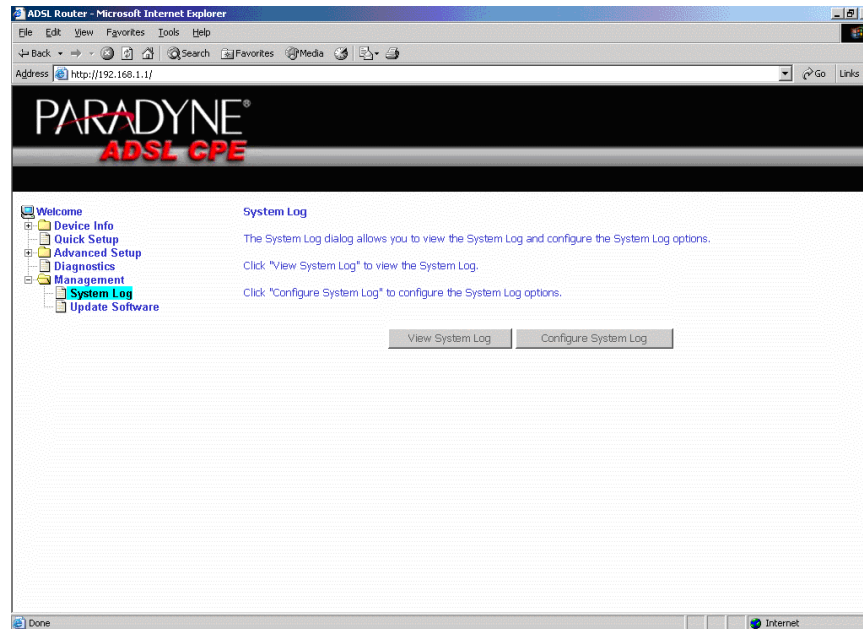 ADSL Router - Microsoft Internet Explorer
File Edit View Favorites Tools Help
Back Search Favorites Media
Address http://192.168.1.1/ Go Links
PARADYNE®
ADSL CPE
Welcome
Device Info
Quick Setup
Advanced Setup
Diagnostics
Management
System Log
Update Software
System Log
The System Log dialog allows you to view the System Log and configure the System Log options.
Click "View System Log" to view the System Log.
Click "Configure System Log" to configure the System Log options.
View System Log Configure System Log
Done Internet